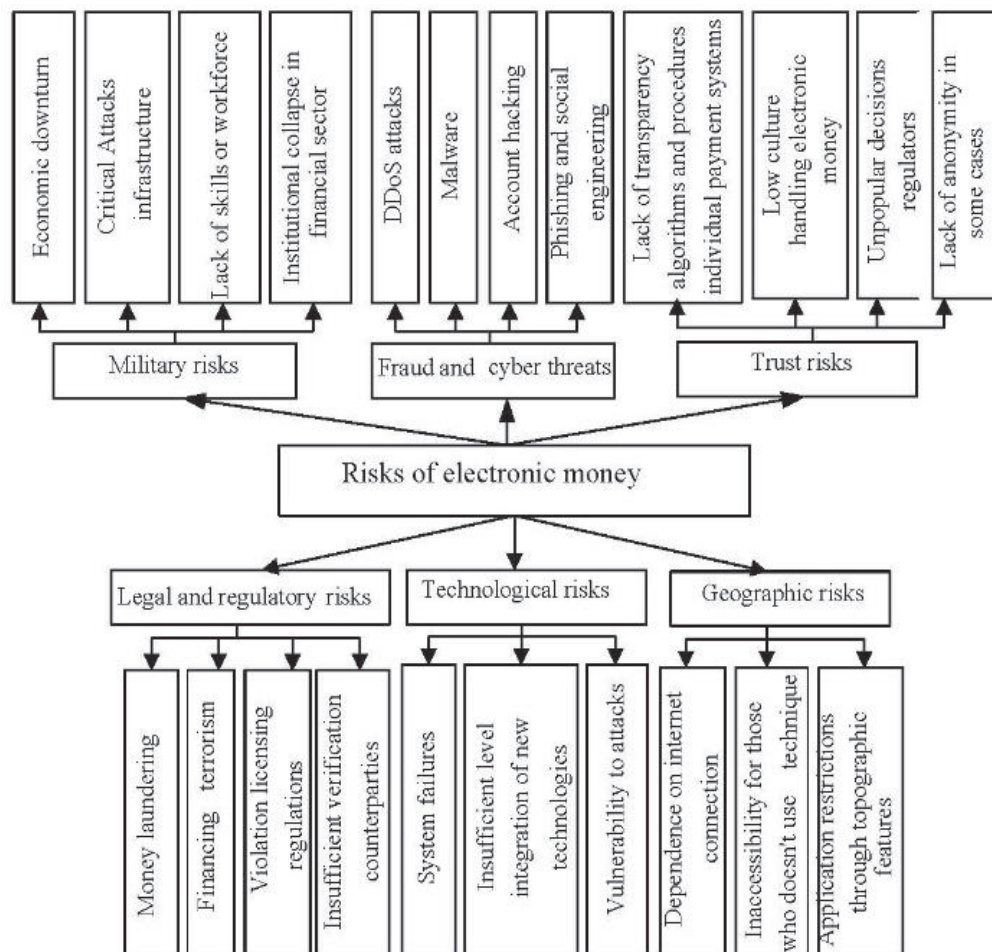 Economic downturn
Critical Attacks
infrastructure
Lack of skills or workforce
Institutional collapse in
financial sector
DDoS attacks
Malware
Account hacking
Phishing and social
engineering
Lack of transparency
algorithms and procedures
individual payment systems
Low culture
handling electronic
money
Unpopular decisions
regulators
Lack of anonymity in
some cases
Military risks
Fraud and cyber threats
Trust risks
Risks of electronic money
Legal and regulatory risks
Technological risks
Geographic risks
Money laundering
Financing terrorism
Violation licensing
regulations
Insufficient verification
counterparties
System failures
Insufficient level
integration of new
technologies
Vulnerability to attacks
Dependence on internet
connection
Inaccessibility for those
who doesn't use technique
Application restrictions
through topographic
features